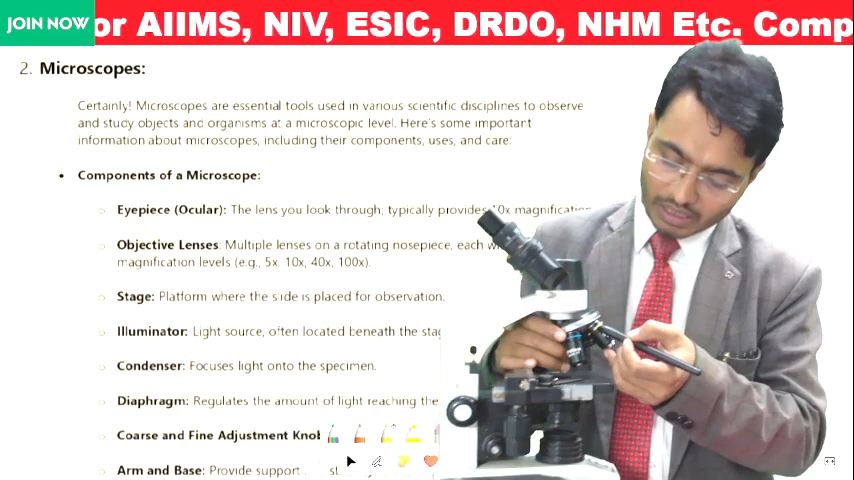 JOIN NOW
or AIIMS, NIV, ESIC, DRDO, NHM Etc. Comp
2. Microscopes:
Certainly! Microscopes are essential tools used in various scientific disciplines to observe
and study objects and organisms at a microscopic level. Here's some important
information about microscopes, including their components, uses, and care:
• Components of a Microscope:
○ Eyepiece (Ocular): The lens you look through; typically provides 10x magnification
○ Objective Lenses: Multiple lenses on a rotating nosepiece, each
magnification levels (e.g., 5x, 10x, 40x, 100x).
○ Stage: Platform where the slide is placed for observation.
○ Illuminator: Light source, often located beneath the
○ Condenser: Focuses light onto the specimen.
○ Diaphragm: Regulates the amount of light reaching the
○ Coarse and Fine Adjustment
○ Arm and Base: Provide support